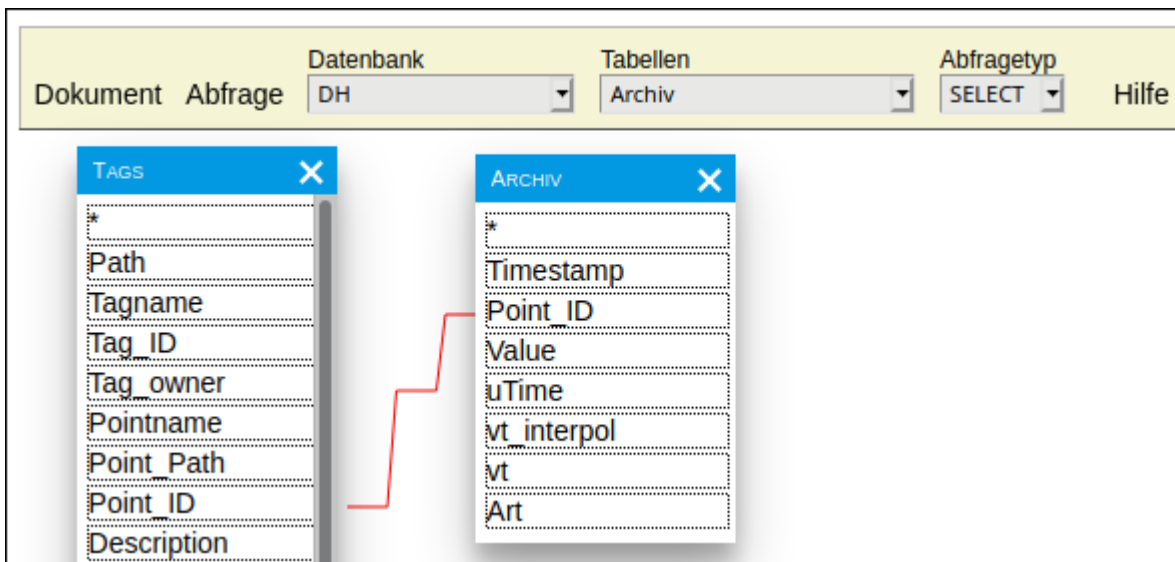 Datenbank Tabellen Abfragetyp
Dokument Abfrage DH Archiv SELECT Hilfe
TAGS
*
Path
Tagname
Tag_ID
Tag_owner
Pointname
Point_Path
Point_ID
Description
ARCHIV
*
Timestamp
Point_ID
Value
uTime
vt_interpol
vt
Art